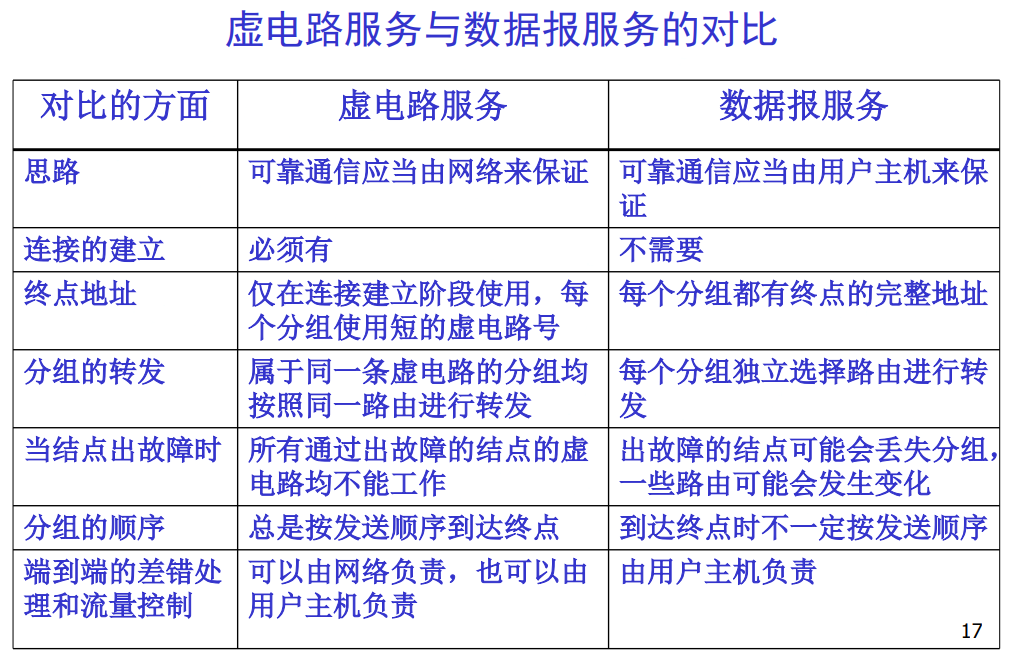 虚电路服务与数据报服务的对比
对比的方面 虚电路服务 数据报服务
思路 可靠通信应当由网络来保证 可靠通信应当由用户主机来保
证
连接的建立 必须有 不需要
终点地址 仅在连接建立阶段使用，每 每个分组都有终点的完整地址
个分组使用短的虚电路号
分组的转发 属于同一条虚电路的分组均 每个分组独立选择路由进行转
按照同一路由进行转发 发
当结点出故障时 所有通过出故障的结点的虚 出故障的结点可能会丢失分组，
电路均不能工作 一些路由可能会发生变化
分组的顺序 总是按发送顺序到达终点 到达终点时不一定按发送顺序
端到端的差错处 可以由网络负责，也可以由 由用户主机负责
理和流量控制 用户主机负责
17